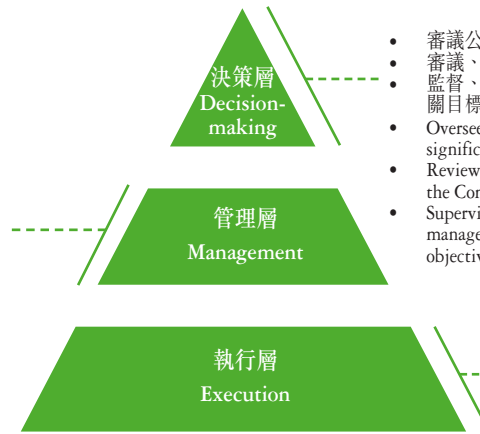 決策層
Decision-
making
• 審議公
• 審議、
• 監督、
關目標
• Oversee
signific
• Review
the Cor
• Supervi
manage
objectiv
管理層
Management
執行層
Execution